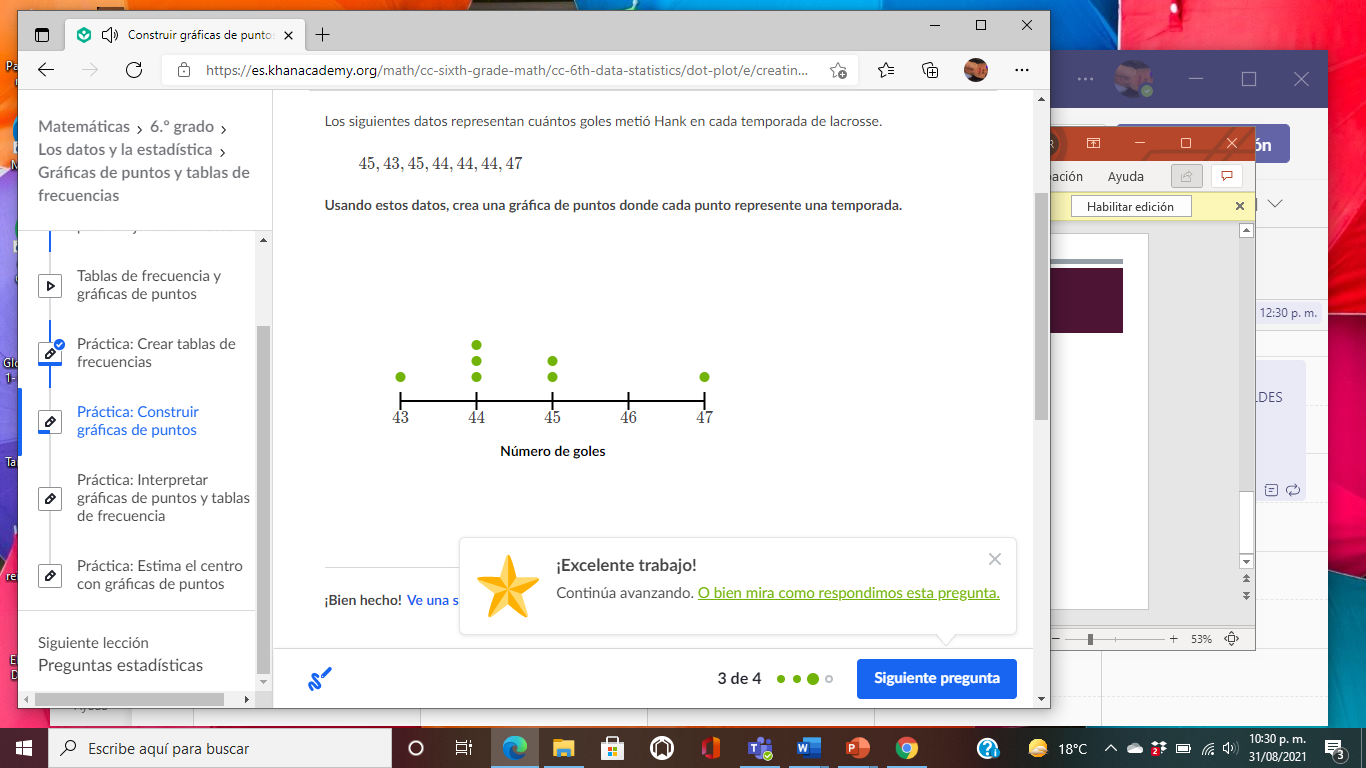 Construir gráficas de punto
https://es.khanacademy.org/math/cc-sixth-grade-math/cc-6th-data-statistics/dot-plot/e/creatin...
Matemáticas > 6.º grado >
Los datos y la estadística >
Gráficas de puntos y tablas de
frecuencias
Tablas de frecuencia y
gráficas de puntos
Práctica: Crear tablas de
frecuencias
Práctica: Construir
gráficas de puntos
Práctica: Interpretar
gráficas de puntos y tablas
de frecuencia
Práctica: Estima el centro
con gráficas de puntos
Siguiente lección
Preguntas estadísticas
Los siguientes datos representan cuántos goles metió Hank en cada temporada de lacrosse.
45, 43, 45, 44, 44, 44, 47
Usando estos datos, crea una gráfica de puntos donde cada punto represente una temporada.
43 44 45 46 47
Número de goles
¡Excelente trabajo!
Continúa avanzando. O bien mira como respondimos esta pregunta.
¡Bien hecho! Ve una s
3 de 4
Siguiente pregunta
ón
ación Ayuda
Habilitar edición
12:30 p. m.
LDES
53%
Escribe aquí para buscar
18°C
2
10:30 p. m.
31/08/2021
3